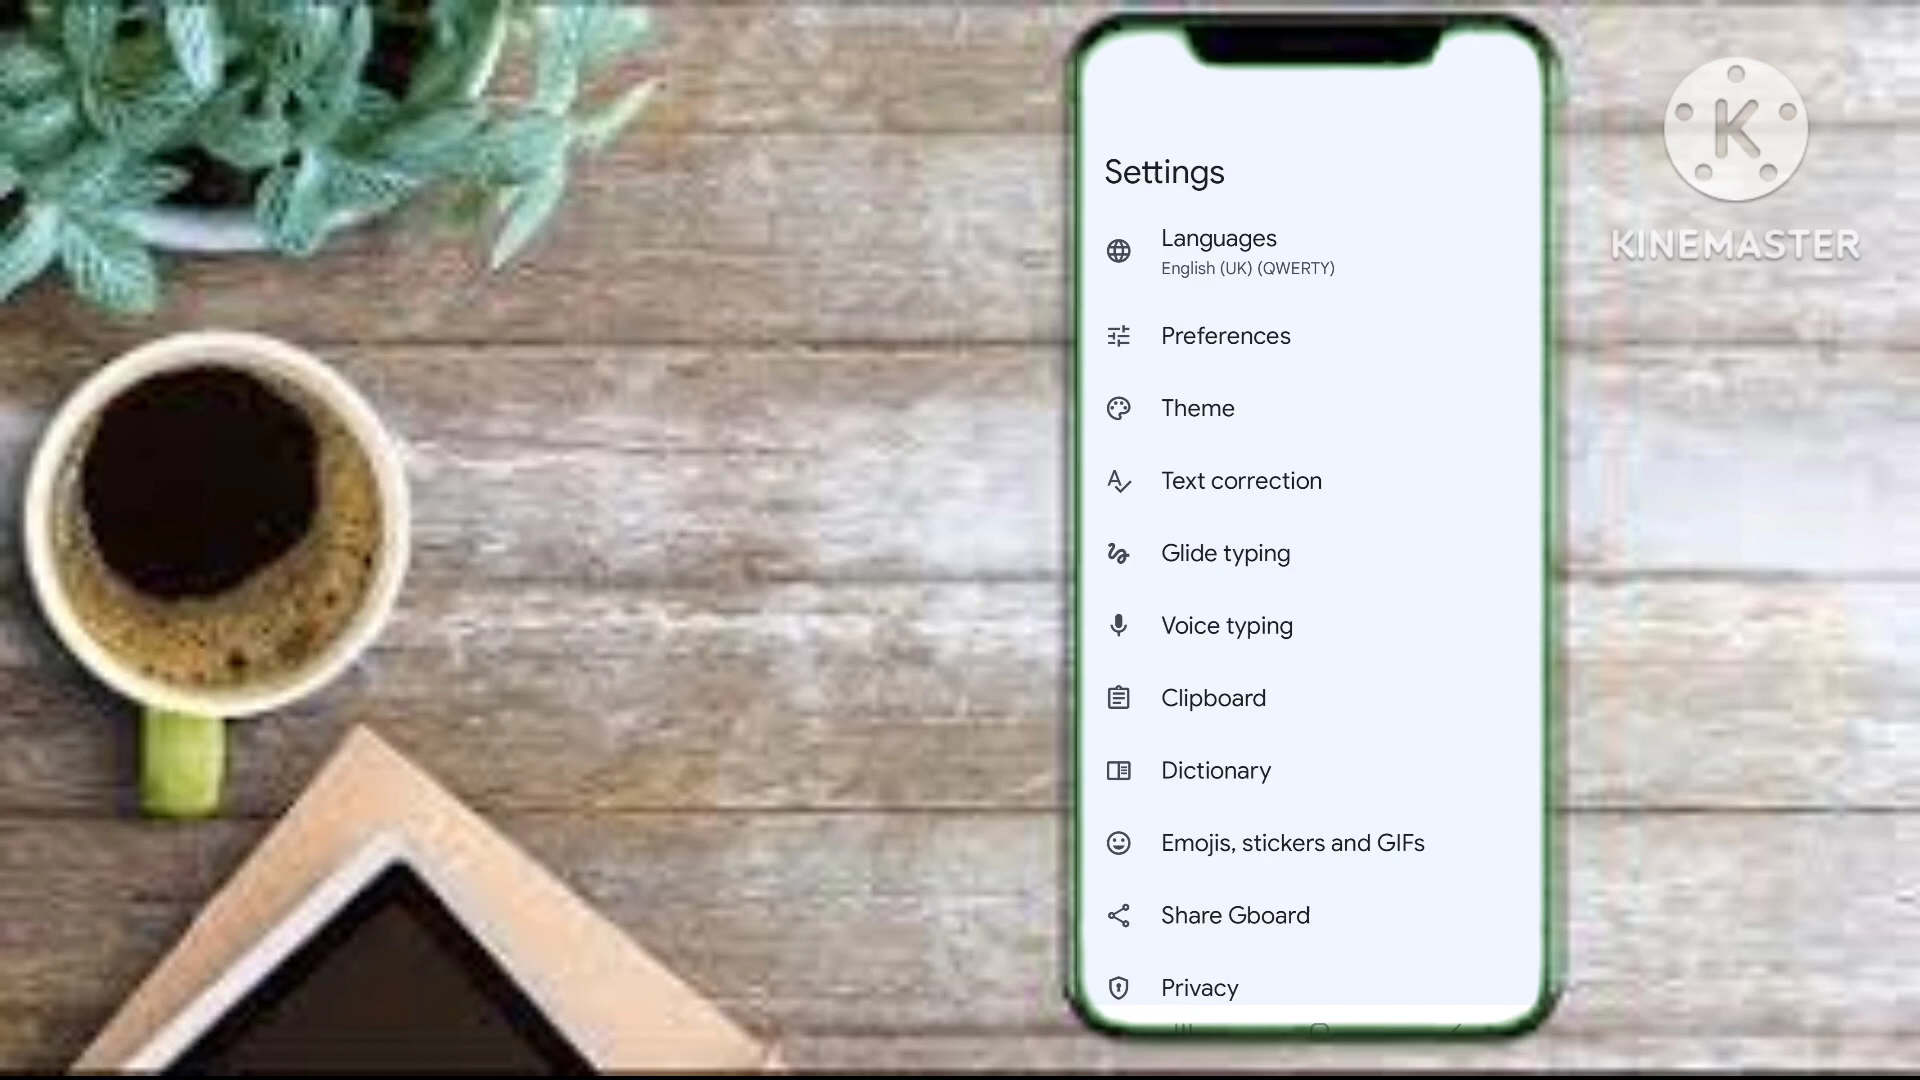 Settings
Languages
English (UK) (QWERTY)
Preferences
Theme
Text correction
Glide typing
Voice typing
Clipboard
Dictionary
Emojis, stickers and GIFs
Share Gboard
Privacy
K
KINEMASTER